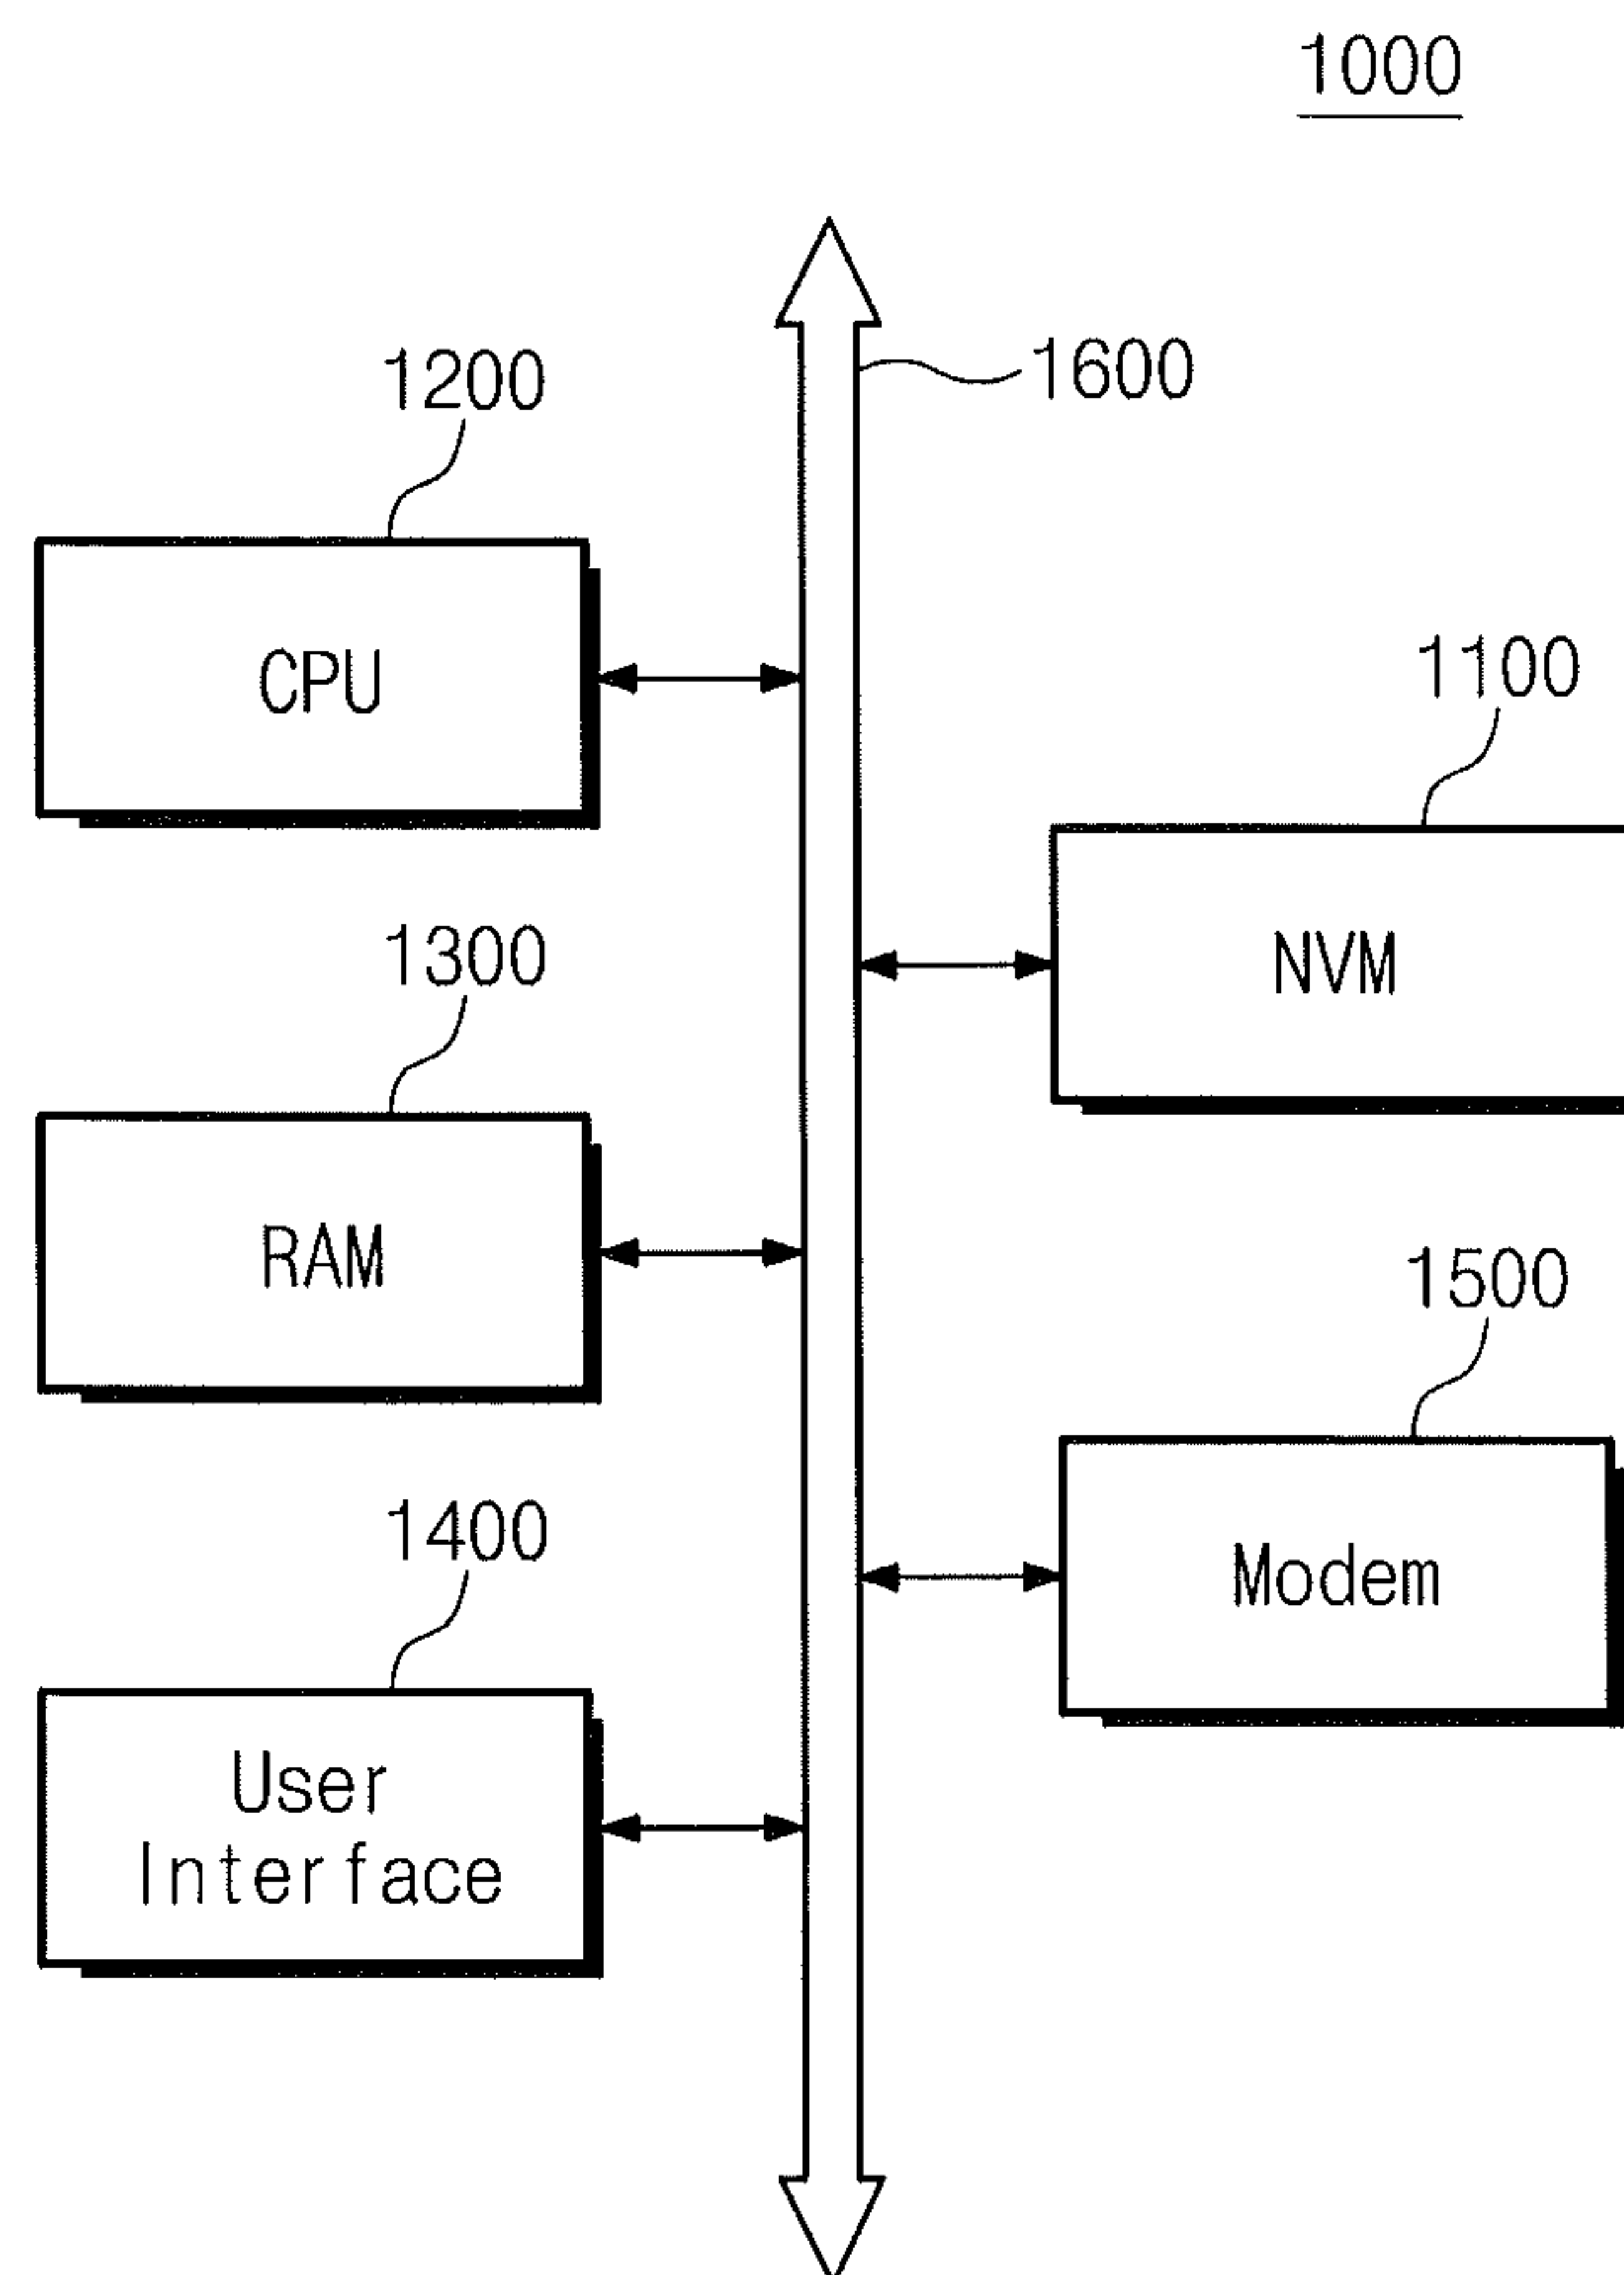 1000
1600
1200
CPU
1100
NVM
1300
RAM
1500
Modem
1400
User
Interface